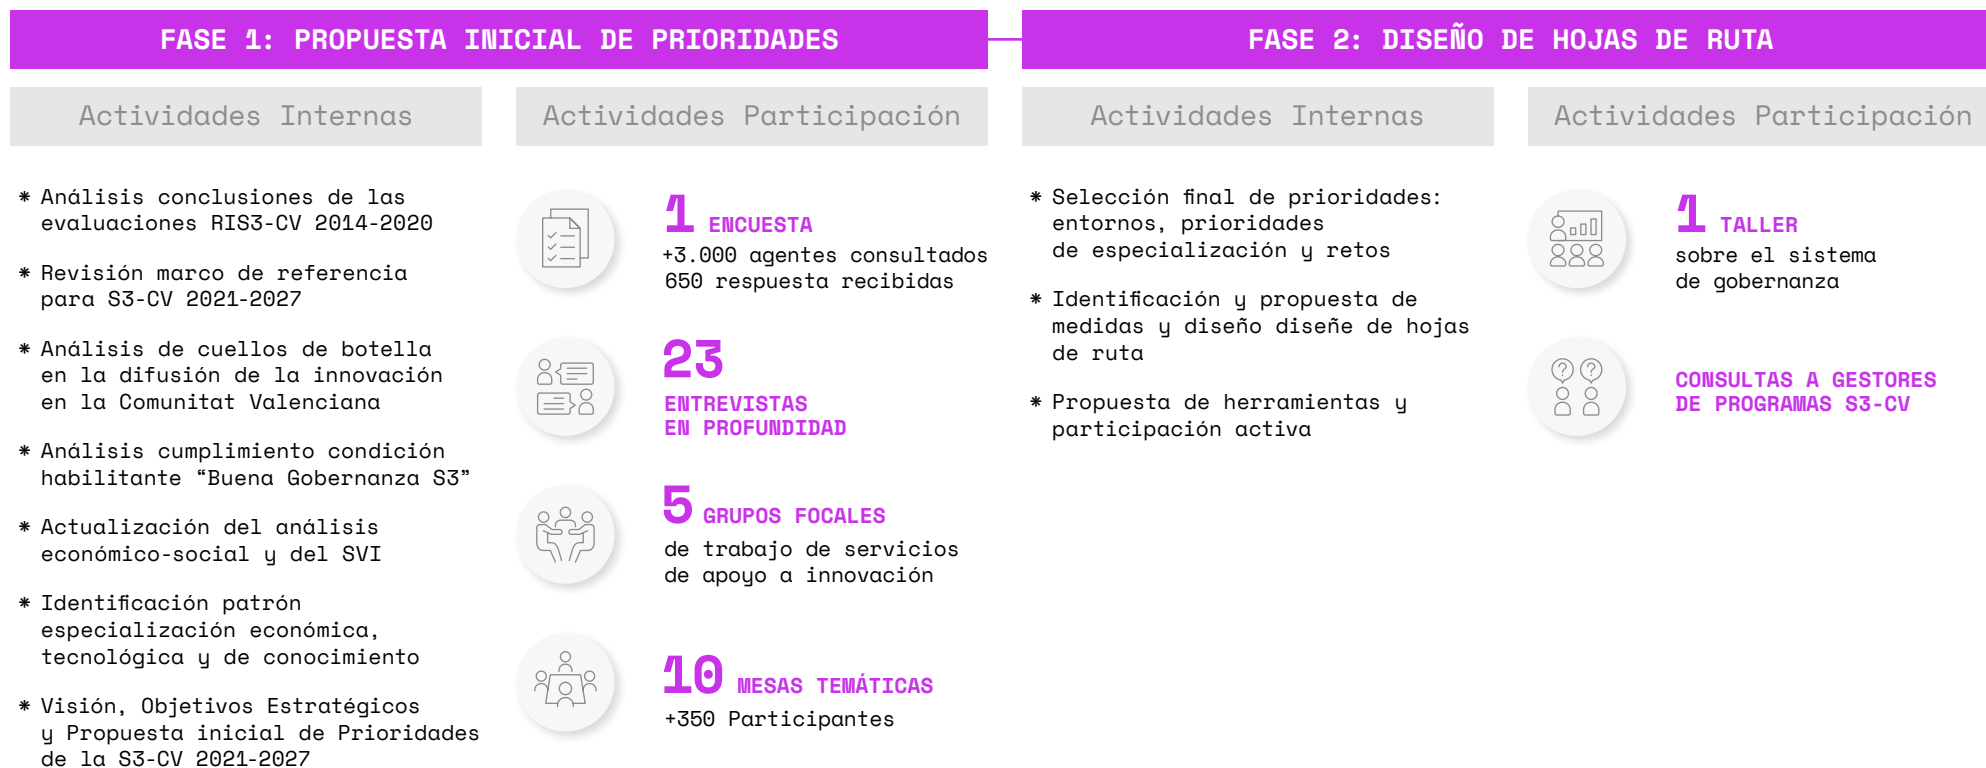 FASE 1: PROPUESTA INICIAL DE PRIORIDADES
Actividades Internas
* Análisis conclusiones de las
evaluaciones RIS3-CV 2014-2020
* Revisión marco de referencia
para S3-CV 2021-2027
* Análisis de cuellos de botella
en la difusión de la innovación
en la Comunitat Valenciana
* Análisis cumplimiento condición
habilitante “Buena Gobernanza S3”
* Actualización del análisis
económico-social y del SVI
* Identificación patrón
especialización económica,
tecnológica y de conocimiento
* Visión, Objetivos Estratégicos
y Propuesta inicial de Prioridades
de la S3-CV 2021-2027
Actividades Participación
1 ENCUESTA
+3.000 agentes consultados
650 respuesta recibidas
23
ENTREVISTAS
EN PROFUNDIDAD
5 GRUPOS FOCALES
de trabajo de servicios
de apoyo a innovación
10 MESAS TEMÁTICAS
+350 Participantes
FASE 2: DISEÑO DE HOJAS DE RUTA
Actividades Internas
* Selección final de prioridades:
entornos, prioridades
de especialización y retos
* Identificación y propuesta de
medidas y diseño diseñe de hojas
de ruta
* Propuesta de herramientas y
participación activa
Actividades Participación
1 TALLER
sobre el sistema
de gobernanza
? ?
CONSULTAS A GESTORES
DE PROGRAMAS S3-CV